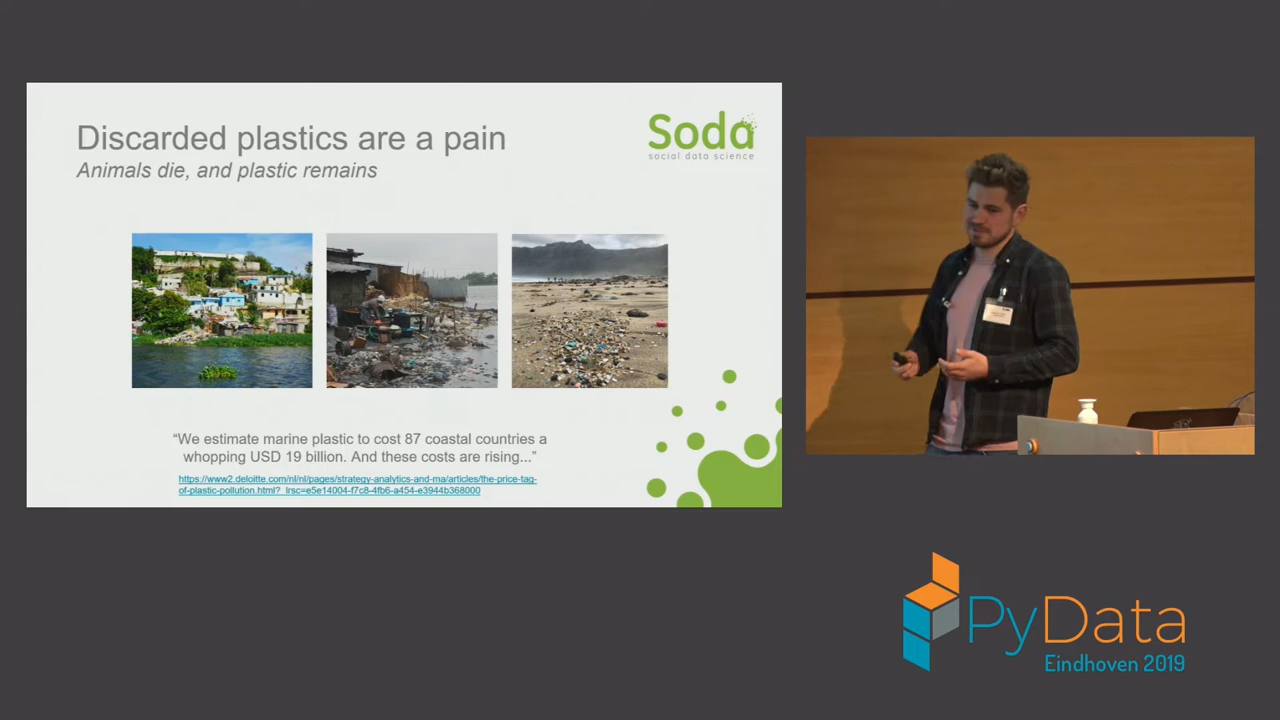 Discarded plastics are a pain
Animals die, and plastic remains
Soda
social data science
“We estimate marine plastic to cost 87 coastal countries a
whopping USD 19 billion. And these costs are rising...”
https://www2.deloitte.com/nl/nl/pages/strategy-analytics-and-ma/articles/the-price-tag-
of-plastic-pollution.html?_lrsc=e5e14004-f7c8-4fb6-a454-e3944b368000
PyData
Eindhoven 2019